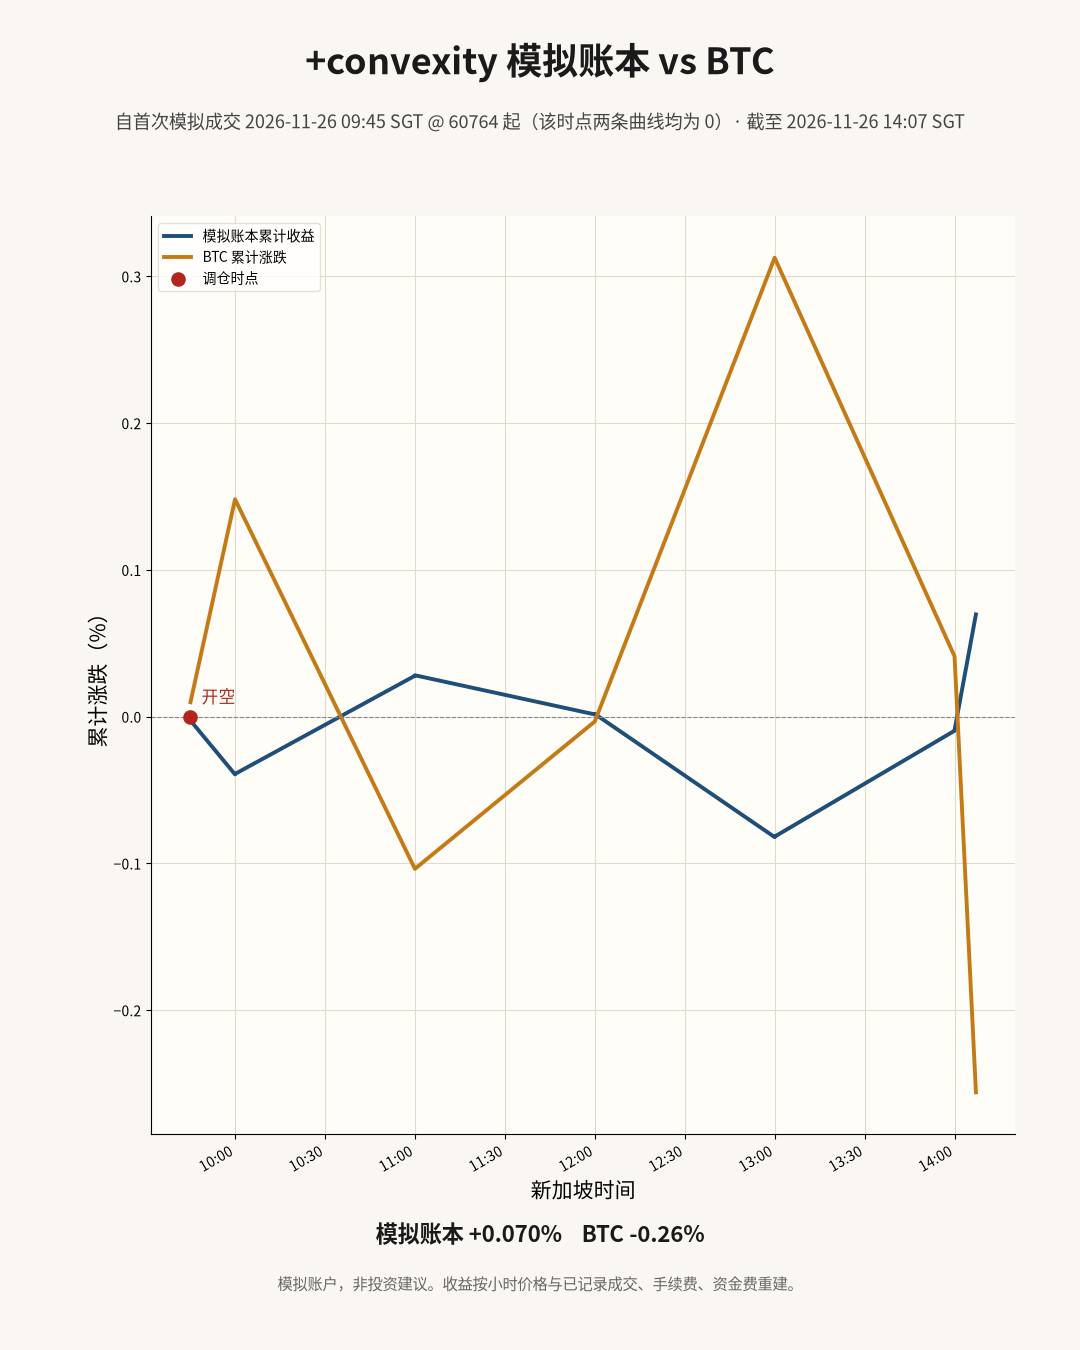 +convexity 模拟账本 vs BTC
自首次模拟成交 2026-11-26 09:45 SGT @ 60764 起（该时点两条曲线均为 0）· 截至 2026-11-26 14:07 SGT
模拟账本累计收益
BTC 累计涨跌
调仓时点
累计涨跌（%）
0.3
0.2
0.1
0.0
−0.1
−0.2
开空
10:00
10:30
11:00
11:30
12:00
12:30
13:00
13:30
14:00
新加坡时间
模拟账本 +0.070% BTC -0.26%
模拟账户，非投资建议。收益按小时价格与已记录成交、手续费、资金费重建。